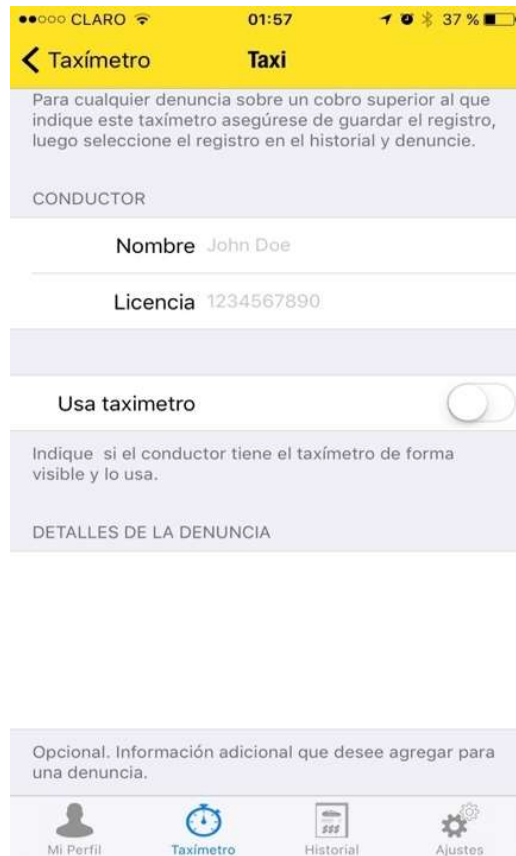 CLARO 01:57 37 %
Taxímetro Taxi
Para cualquier denuncia sobre un cobro superior al que
indique este taxímetro asegúrese de guardar el registro,
luego seleccione el registro en el historial y denuncie.
CONDUCTOR
Nombre John Doe
Licencia 1234567890
Usa taximetro
Indique si el conductor tiene el taxímetro de forma
visible y lo usa.
DETALLES DE LA DENUNCIA
Opcional. Información adicional que desee agregar para
una denuncia.
$$$
Mi Perfil Taxímetro Historial Ajustes